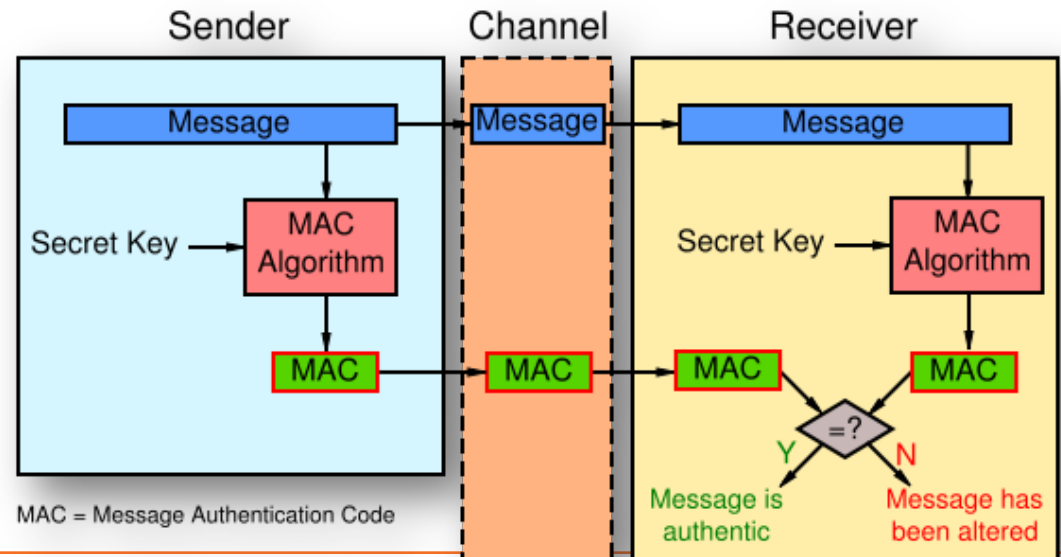 Sender
Channel
Receiver
Message
Message
Message
Secret Key
MAC
Algorithm
Secret Key
MAC
Algorithm
MAC
MAC
MAC
MAC
=?
Y
N
Message is
authentic
Message has
been altered
MAC = Message Authentication Code